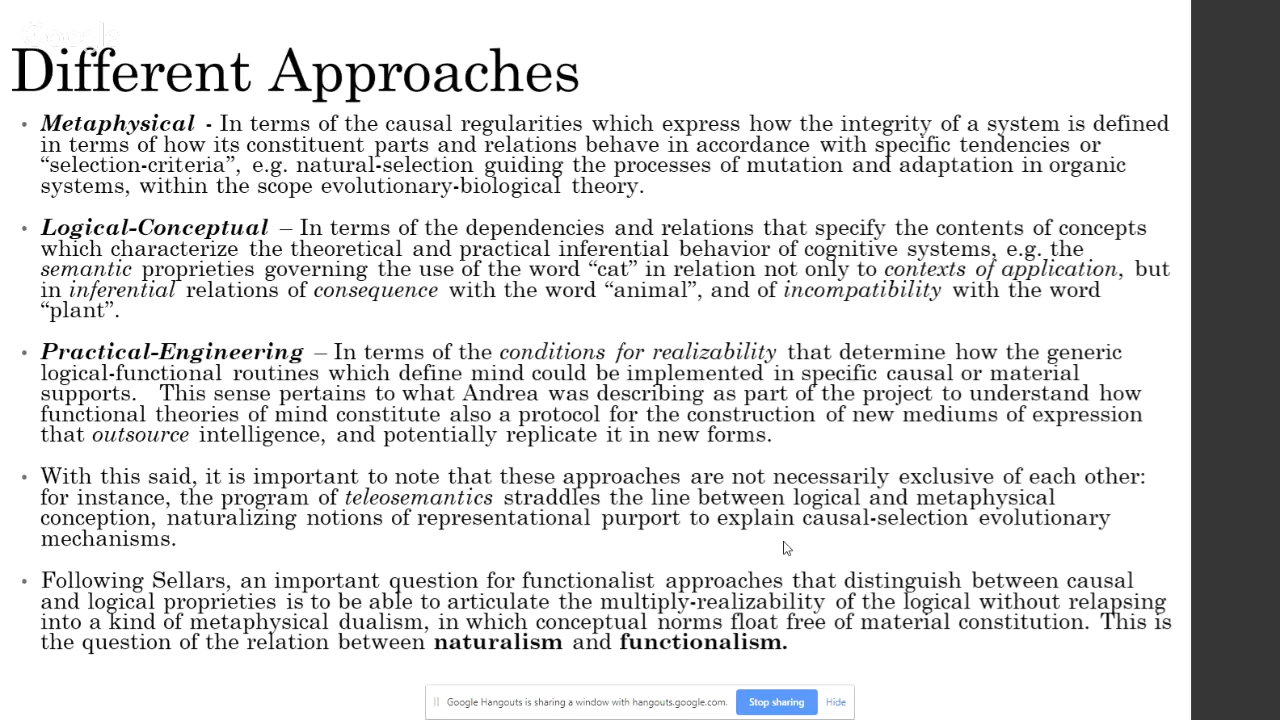 Google
Different Approaches
• Metaphysical - In terms of the causal regularities which express how the integrity of a system is defined
in terms of how its constituent parts and relations behave in accordance with specific tendencies or
“selection-criteria”, e.g. natural-selection guiding the processes of mutation and adaptation in organic
systems, within the scope evolutionary-biological theory.
• Logical-Conceptual – In terms of the dependencies and relations that specify the contents of concepts
which characterize the theoretical and practical inferential behavior of cognitive systems, e.g. the
semantic proprieties governing the use of the word “cat” in relation not only to contexts of application, but
in inferential relations of consequence with the word “animal”, and of incompatibility with the word
“plant”.
• Practical-Engineering – In terms of the conditions for realizability that determine how the generic
logical-functional routines which define mind could be implemented in specific causal or material
supports. This sense pertains to what Andrea was describing as part of the project to understand how
functional theories of mind constitute also a protocol for the construction of new mediums of expression
that outsource intelligence, and potentially replicate it in new forms.
• With this said, it is important to note that these approaches are not necessarily exclusive of each other:
for instance, the program of teleosemantics straddles the line between logical and metaphysical
conception, naturalizing notions of representational purport to explain causal-selection evolutionary
mechanisms.
• Following Sellars, an important question for functionalist approaches that distinguish between causal
and logical proprieties is to be able to articulate the multiply-realizability of the logical without relapsing
into a kind of metaphysical dualism, in which conceptual norms float free of material constitution. This is
the question of the relation between naturalism and functionalism.
Google Hangouts is sharing a window with hangouts.google.com. Stop sharing Hide